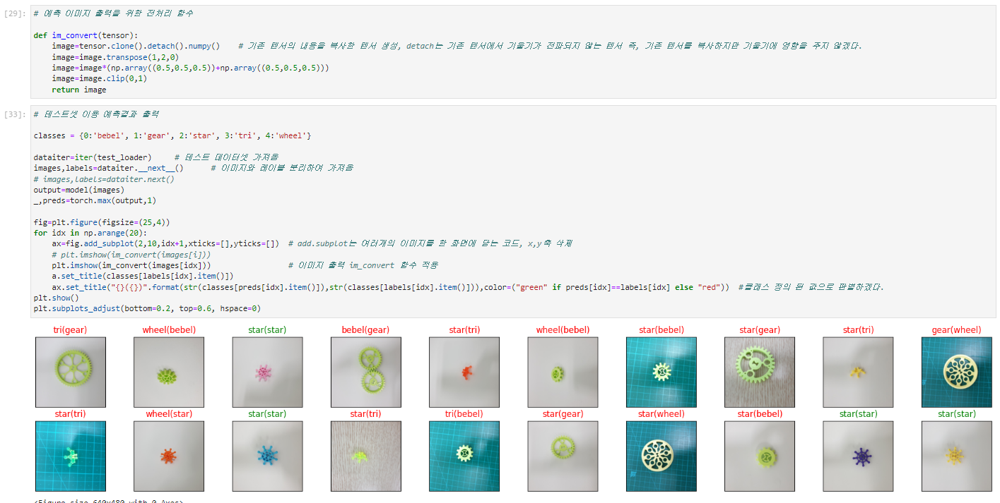 [29]: # 예측 이미지 출력을 위한 전처리 함수
def im_convert(tensor):
image=tensor.clone().detach().numpy() # 기존 텐서의 내용을 복사한 텐서 생성, detach는 기존 텐서에서 기울기가 전파되지 않는 텐서 즉, 기존 텐서를 복사하지만 기울기에 영향을 주지 않겠다.
image=image.transpose(1,2,0)
image=image*(np.array((0.5,0.5,0.5))+np.array((0.5,0.5,0.5)))
image=image.clip(0,1)
return image
[33]: # 테스트셋 이용 예측결과 출력
classes = {0:'bebel', 1:'gear', 2:'star', 3:'tri', 4:'wheel'}
dataiter=iter(test_loader) # 테스트 데이터셋 가져옴
images,labels=dataiter.__next__() # 이미지와 레이블 분리하여 가져옴
# images,labels=dataiter.next()
output=model(images)
_,preds=torch.max(output,1)
fig=plt.figure(figsize=(25,4))
for idx in np.arange(20):
ax=fig.add_subplot(2,10,idx+1,xticks=[],yticks=[]) # add.subplot는 여러개의 이미지를 한 화면에 담는 코드, x,y축 삭제
# plt.imshow(im_convert(images[i]))
plt.imshow(im_convert(images[idx])) # 이미지 출력 im_convert 함수 적용
a.set_title(classes[labels[idx].item()])
ax.set_title("{}({})".format(str(classes[preds[idx].item()]),str(classes[labels[idx].item()])),color=("green" if preds[idx]==labels[idx] else "red")) #클래스 정의 된 값으로 판별하겠다.
plt.show()
plt.subplots_adjust(bottom=0.2, top=0.6, hspace=0)
tri(gear) wheel(bebel) star(star) bebel(gear) star(tri) wheel(bebel) star(bebel) star(gear) star(tri) gear(wheel)
star(tri) wheel(star) star(star) star(tri) tri(bebel) star(gear) star(wheel) star(bebel) star(star) star(star)
<Figure size 640x480 with 0 Axes>